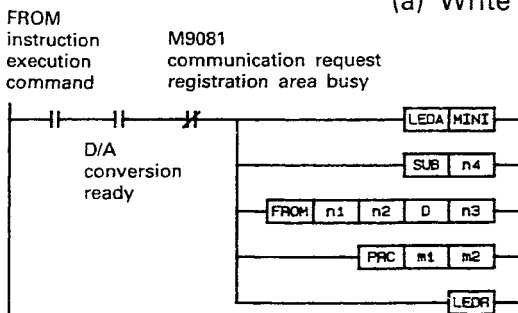 (a) Write
FROM
instruction
execution
command
M9081
communication request
registration area busy
D/A
conversion
ready
LEDA MINI
SUB n4
FROM n1 n2 D n3
PRC m1 m2
LEDR